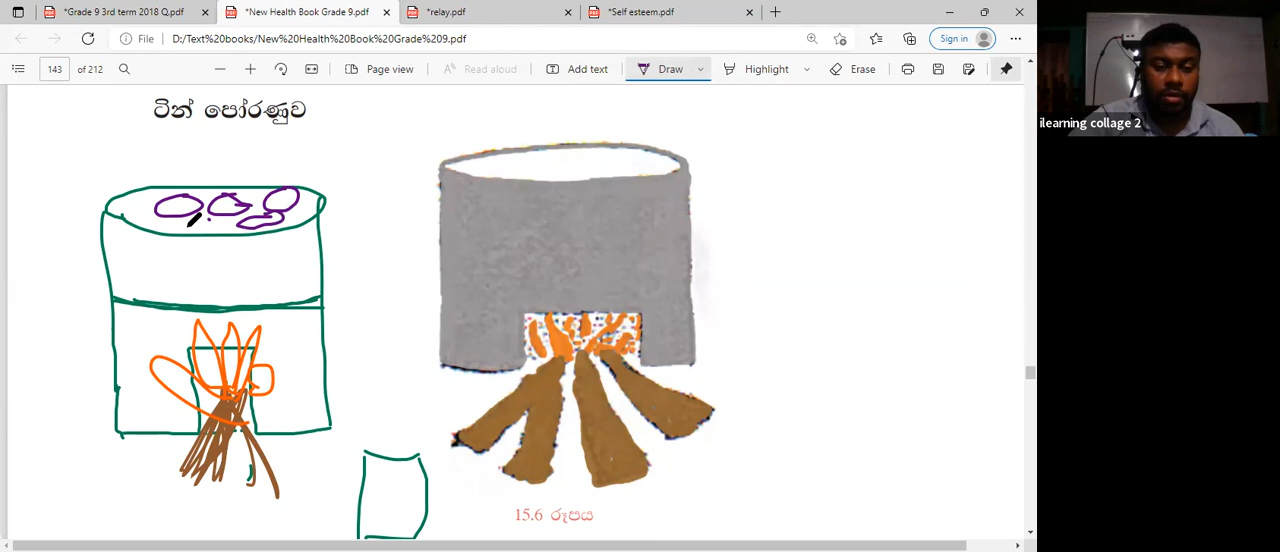 *Grade 9 3rd term 2018 Q.pdf
*New Health Book Grade 9.pdf
*relay.pdf
*Self esteem.pdf
File
D:/Text%20books/New%20Health%20Book%20Grade%209.pdf
Sign in
143 of 212
Page view
Read aloud
Add text
Draw
Highlight
Erase
ilearning collage 2
ටින් පෝරණුව
15.6 රූපය